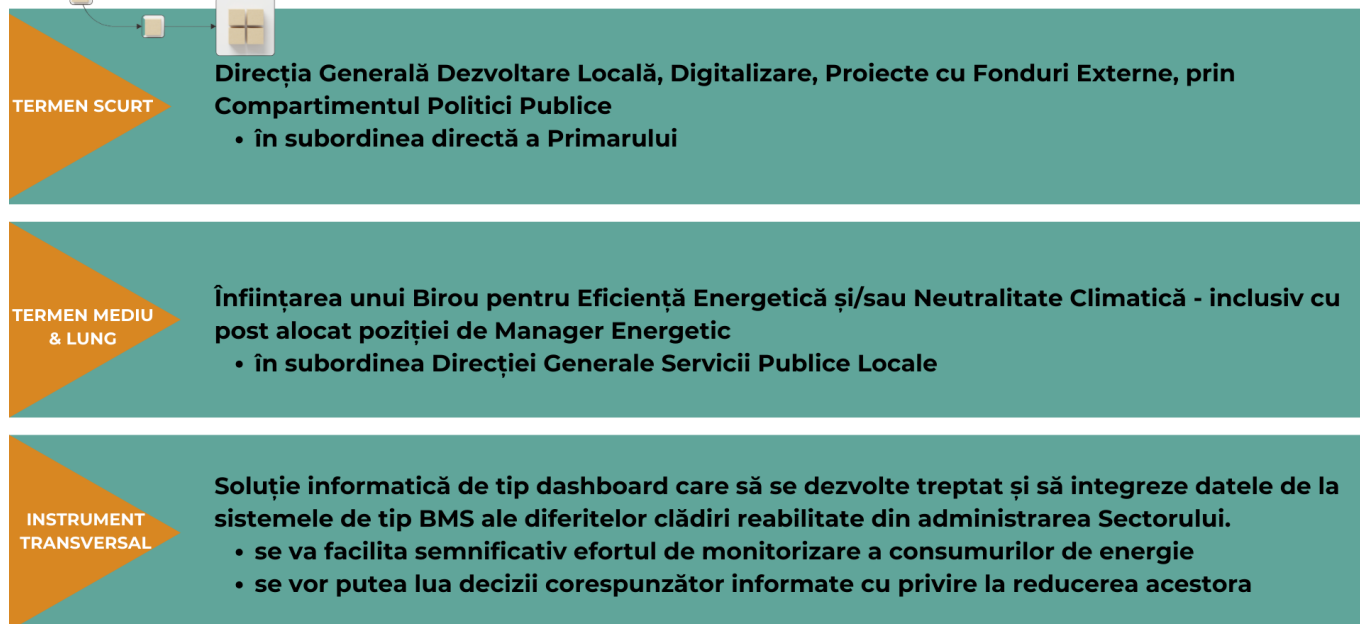 TERMEN SCURT
Direcția Generală Dezvoltare Locală, Digitalizare, Proiecte cu Fonduri Externe, prin
Compartimentul Politici Publice
• în subordinea directă a Primarului
TERMEN MEDIU
& LUNG
Înființarea unui Birou pentru Eficiență Energetică și/sau Neutralitate Climatică - inclusiv cu
post alocat poziției de Manager Energetic
• în subordinea Direcției Generale Servicii Publice Locale
INSTRUMENT
TRANSVERSAL
Soluție informatică de tip dashboard care să se dezvolte treptat și să integreze datele de la
sistemele de tip BMS ale diferitelor clădiri reabilitate din administrarea Sectorului.
• se va facilita semnificativ efortul de monitorizare a consumurilor de energie
• se vor putea lua decizii corespunzător informate cu privire la reducerea acestora